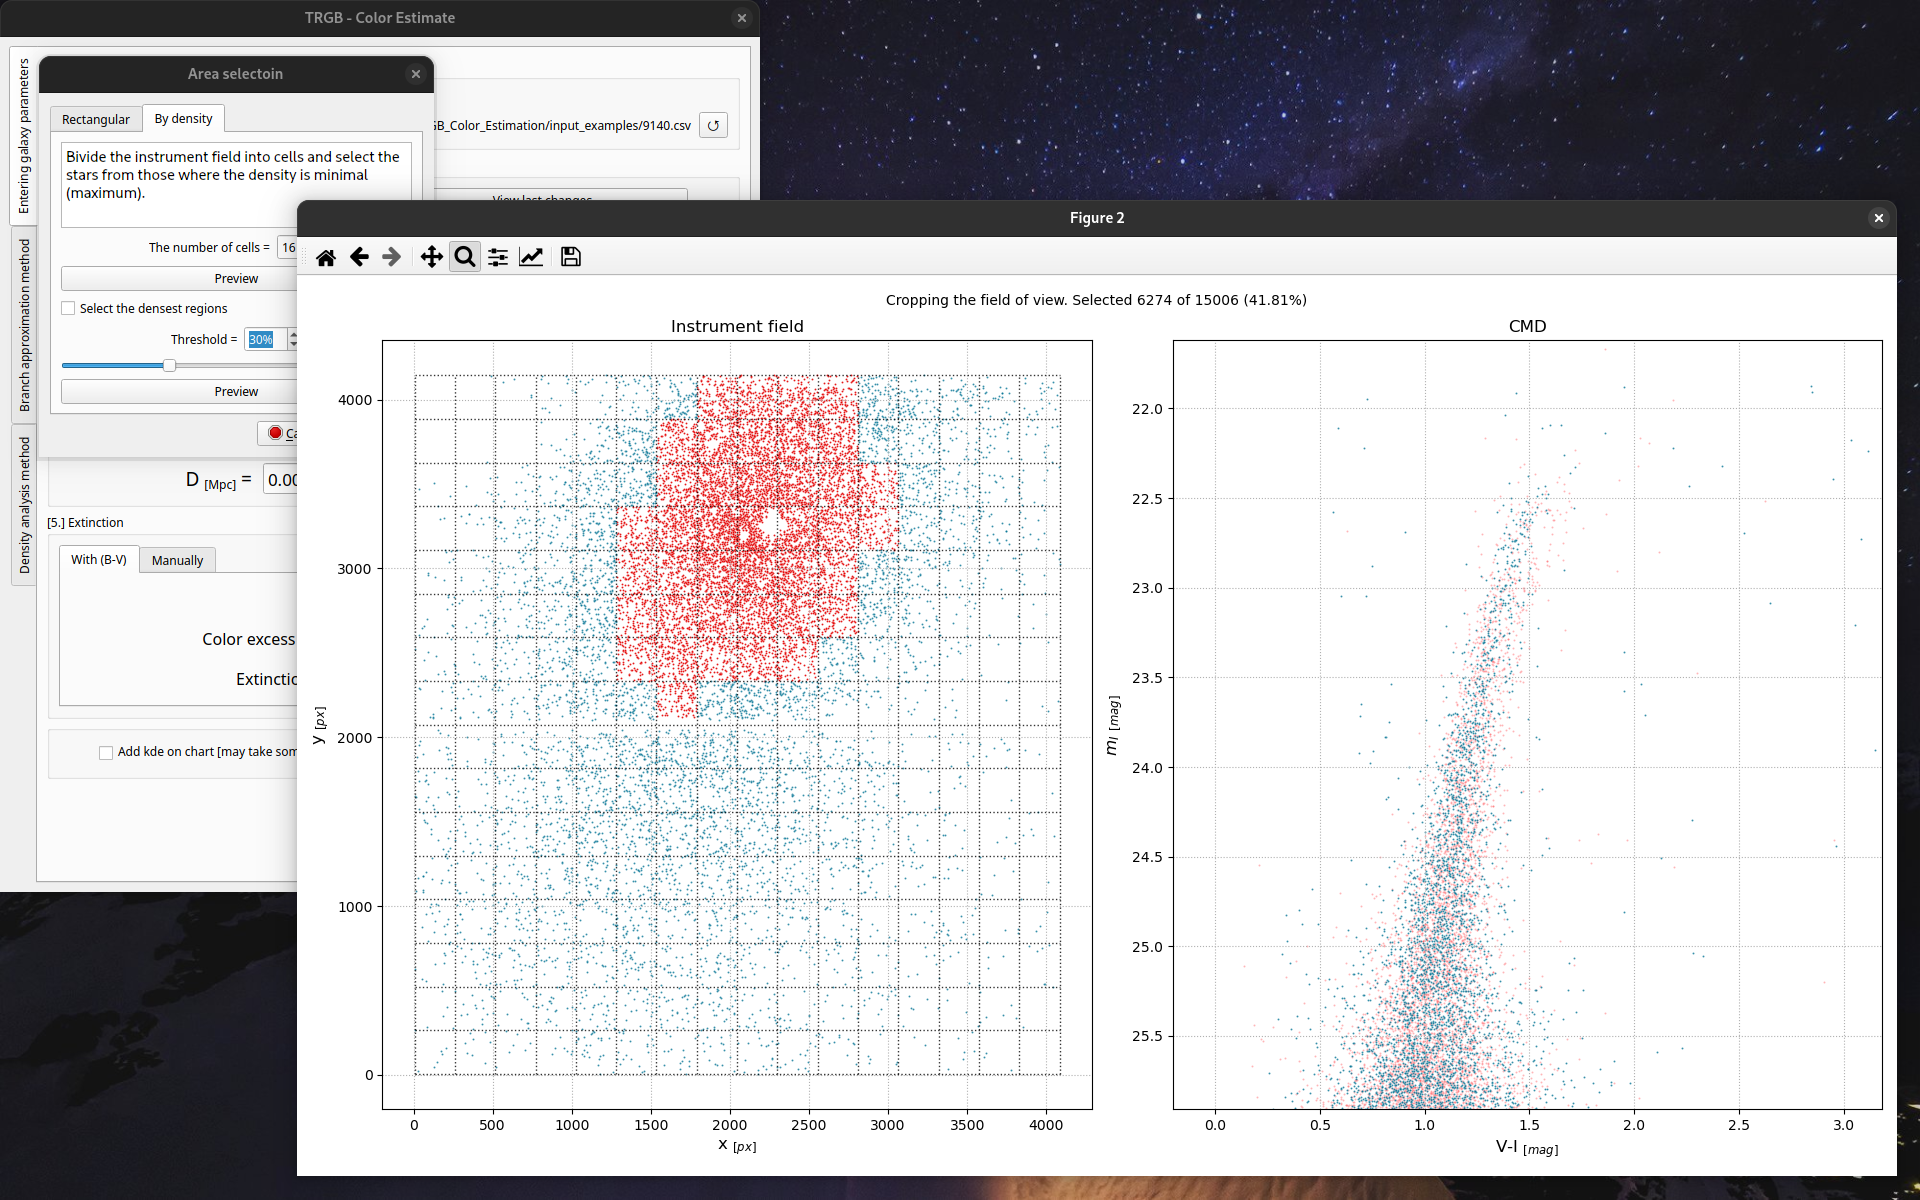 TRGB - Color Estimate
Area selectoin
Entering galaxy parameters
Branch approximation method
Density analysis method
Rectangular
By density
GB_Color_Estimation/input_examples/9140.csv
Bivide the instrument field into cells and select the
stars from those where the density is minimal
(maximum).
View last changes
The number of cells = 16
Preview
Select the densest regions
Threshold = 30%
Preview
D [Mpc] = 0.00
[5.] Extinction
With (B-V)
Manually
Color excess
Add kde on chart [may take som
Figure 2
Cropping the field of view. Selected 6274 of 15006 (41.81%)
Instrument field
4000
3000
2000
1000
0
y [px]
0 500 1000 1500 2000 2500 3000 3500 4000
x [px]
CMD
22.0
22.5
23.0
23.5
24.0
24.5
25.0
25.5
mI [mag]
0.0 0.5 1.0 1.5 2.0 2.5 3.0
V-I [mag]